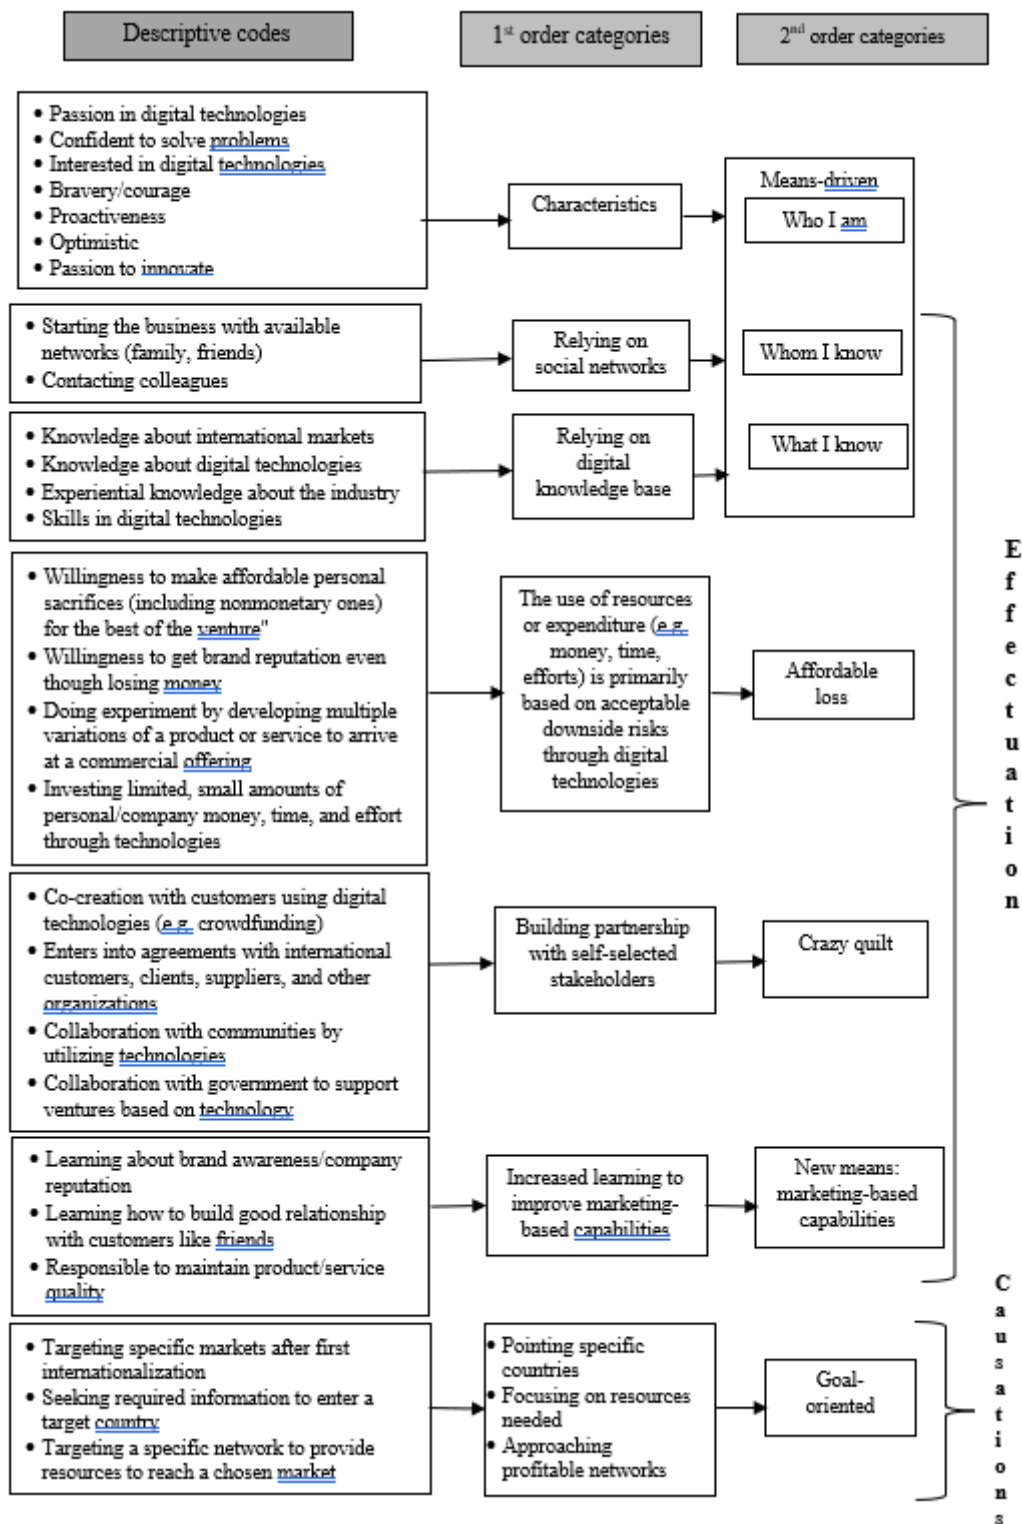 Descriptive codes
1st order categories
2nd order categories
• Passion in digital technologies
• Confident to solve problems
• Interested in digital technologies
• Bravery/courage
• Proactiveness
• Optimistic
• Passion to innovate
Characteristics
Means-driven
Who I am
• Starting the business with available
networks (family, friends)
• Contacting colleagues
Relying on
social networks
Whom I know
• Knowledge about international markets
• Knowledge about digital technologies
• Experiential knowledge about the industry
• Skills in digital technologies
Relying on
digital
knowledge base
What I know
• Willingness to make affordable personal
sacrifices (including nonmonetary ones)
for the best of the venture"
• Willingness to get brand reputation even
though losing money
• Doing experiment by developing multiple
variations of a product or service to arrive
at a commercial offering
• Investing limited, small amounts of
personal/company money, time, and effort
through technologies
The use of resources
or expenditure (e.g.
money, time,
efforts) is primarily
based on acceptable
downside risks
through digital
technologies
Affordable
loss
• Co-creation with customers using digital
technologies (e.g. crowdfunding)
• Enters into agreements with international
customers, clients, suppliers, and other
organizations
• Collaboration with communities by
utilizing technologies
• Collaboration with government to support
ventures based on technology
Building partnership
with self-selected
stakeholders
Crazy quilt
• Learning about brand awareness/company
reputation
• Learning how to build good relationship
with customers like friends
• Responsible to maintain product/service
quality
Increased learning to
improve marketing-
based capabilities
New means:
marketing-based
capabilities
Effectuation
• Targeting specific markets after first
internationalization
• Seeking required information to enter a
target country
• Targeting a specific network to provide
resources to reach a chosen market
• Pointing specific
countries
• Focusing on resources
needed
• Approaching
profitable networks
Goal-
oriented
Causations